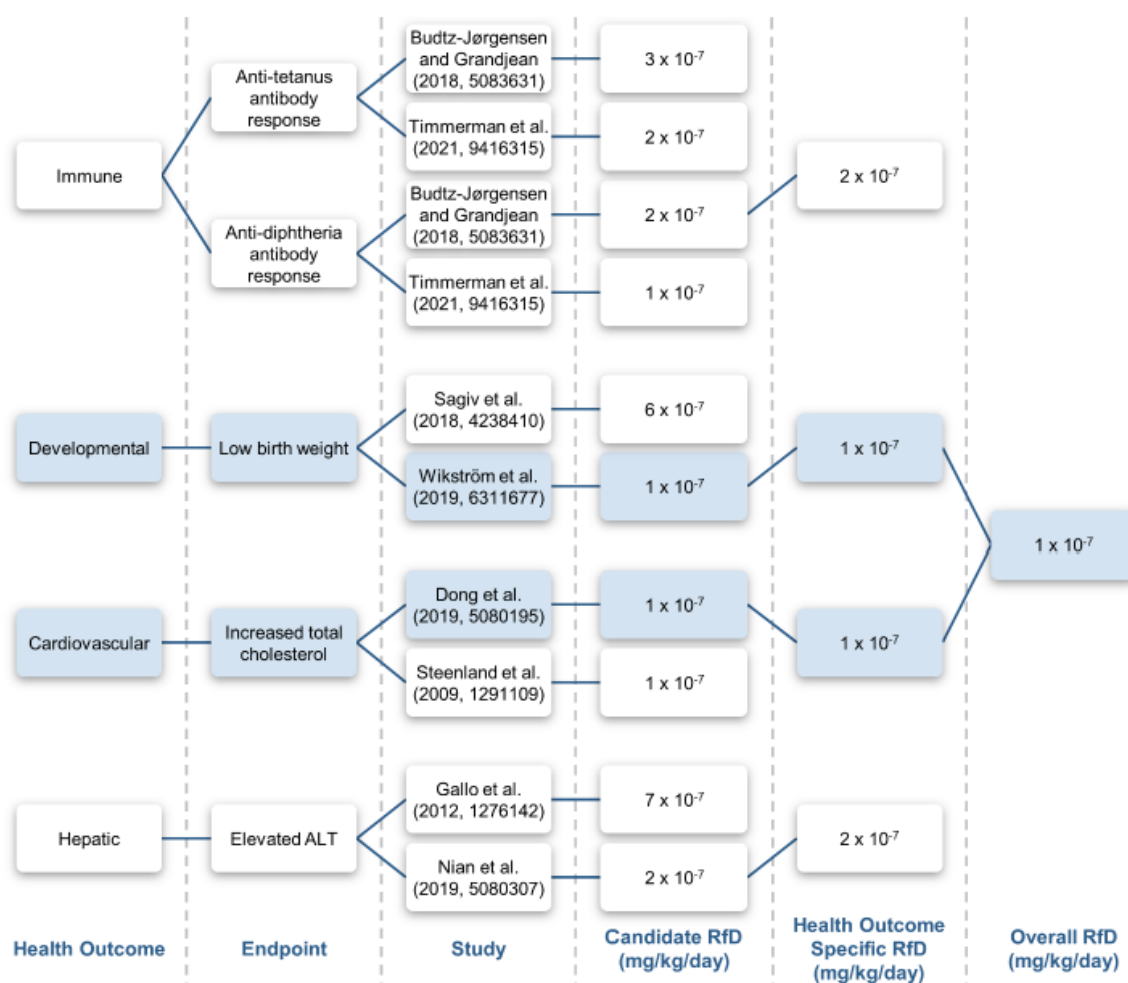 Immune
Anti-tetanus
antibody
response
Budtz-Jørgensen
and Grandjean
(2018, 5083631)
3 x 10⁻⁷
Timmerman et al.
(2021, 9416315)
2 x 10⁻⁷
Anti-diphtheria
antibody
response
Budtz-Jørgensen
and Grandjean
(2018, 5083631)
2 x 10⁻⁷
2 x 10⁻⁷
Timmerman et al.
(2021, 9416315)
1 x 10⁻⁷
Developmental
Low birth weight
Sagiv et al.
(2018, 4238410)
6 x 10⁻⁷
Wikström et al.
(2019, 6311677)
1 x 10⁻⁷
1 x 10⁻⁷
Cardiovascular
Increased total
cholesterol
Dong et al.
(2019, 5080195)
1 x 10⁻⁷
Steenland et al.
(2009, 1291109)
1 x 10⁻⁷
1 x 10⁻⁷
1 x 10⁻⁷
Hepatic
Elevated ALT
Gallo et al.
(2012, 1276142)
7 x 10⁻⁷
Nian et al.
(2019, 5080307)
2 x 10⁻⁷
2 x 10⁻⁷
Health Outcome
Endpoint
Study
Candidate RfD
(mg/kg/day)
Health Outcome
Specific RfD
(mg/kg/day)
Overall RfD
(mg/kg/day)